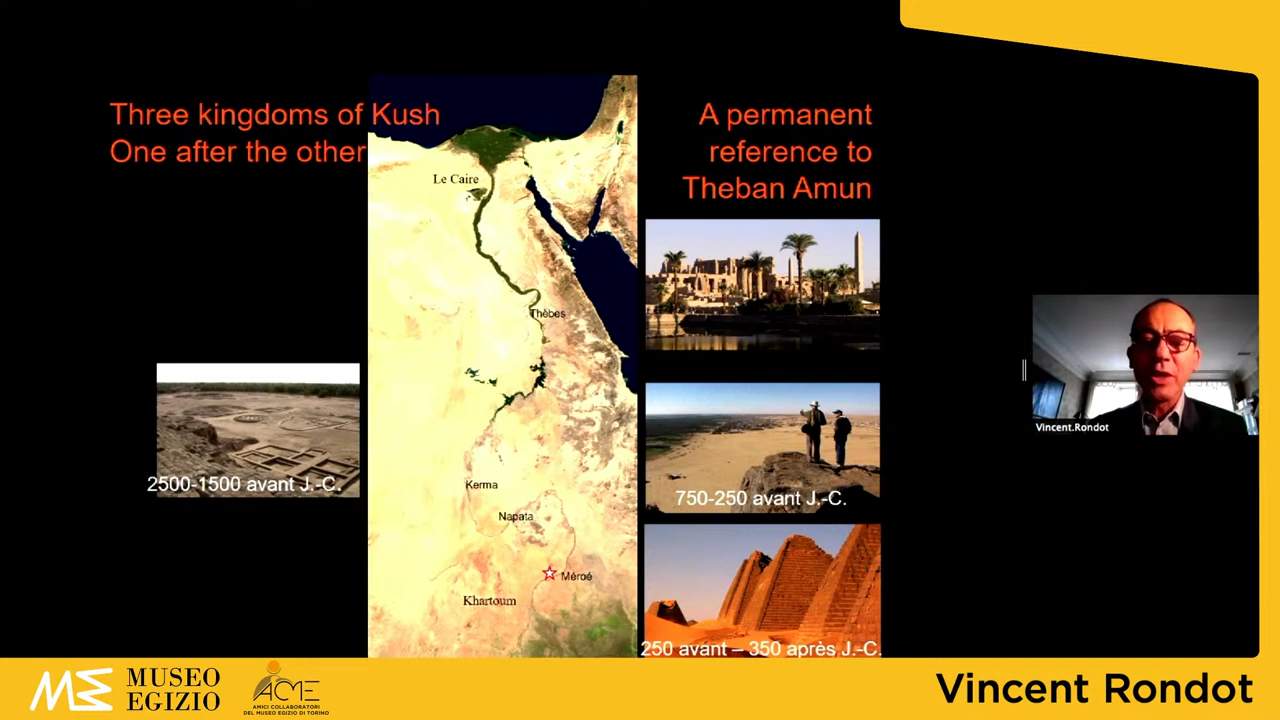 Three kingdoms of Kush
One after the other
A permanent
reference to
Theban Amun
Le Caire
Thèbes
Kerma
Napata
Méroé
Khartoum
2500-1500 avant J.-C.
750-250 avant J.-C.
250 avant – 350 après J.-C.
Vincent.Rondot
ME
MUSEO
EGIZIO
ACME
AMICI COLLABORATORI
DEL MUSEO EGIZIO DI TORINO
Vincent Rondot